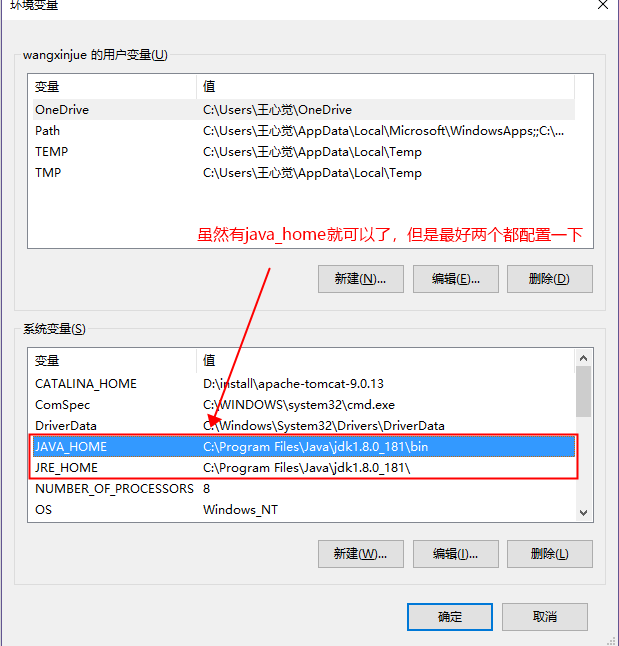 环境变量
wangxinjue 的用户变量(U)
变量 值
OneDrive C:\Users\王心觉\OneDrive
Path C:\Users\王心觉\AppData\Local\Microsoft\WindowsApps;;C:\...
TEMP C:\Users\王心觉\AppData\Local\Temp
TMP C:\Users\王心觉\AppData\Local\Temp
虽然有java_home就可以了，但是最好两个都配置一下
新建(N)... 编辑(E)... 删除(D)
系统变量(S)
变量 值
CATALINA_HOME D:\install\apache-tomcat-9.0.13
ComSpec C:\WINDOWS\system32\cmd.exe
DriverData C:\Windows\System32\Drivers\DriverData
JAVA_HOME C:\Program Files\Java\jdk1.8.0_181\bin
JRE_HOME C:\Program Files\Java\jdk1.8.0_181\
NUMBER_OF_PROCESSORS 8
OS Windows_NT
新建(W)... 编辑(I)... 删除(L)
确定 取消